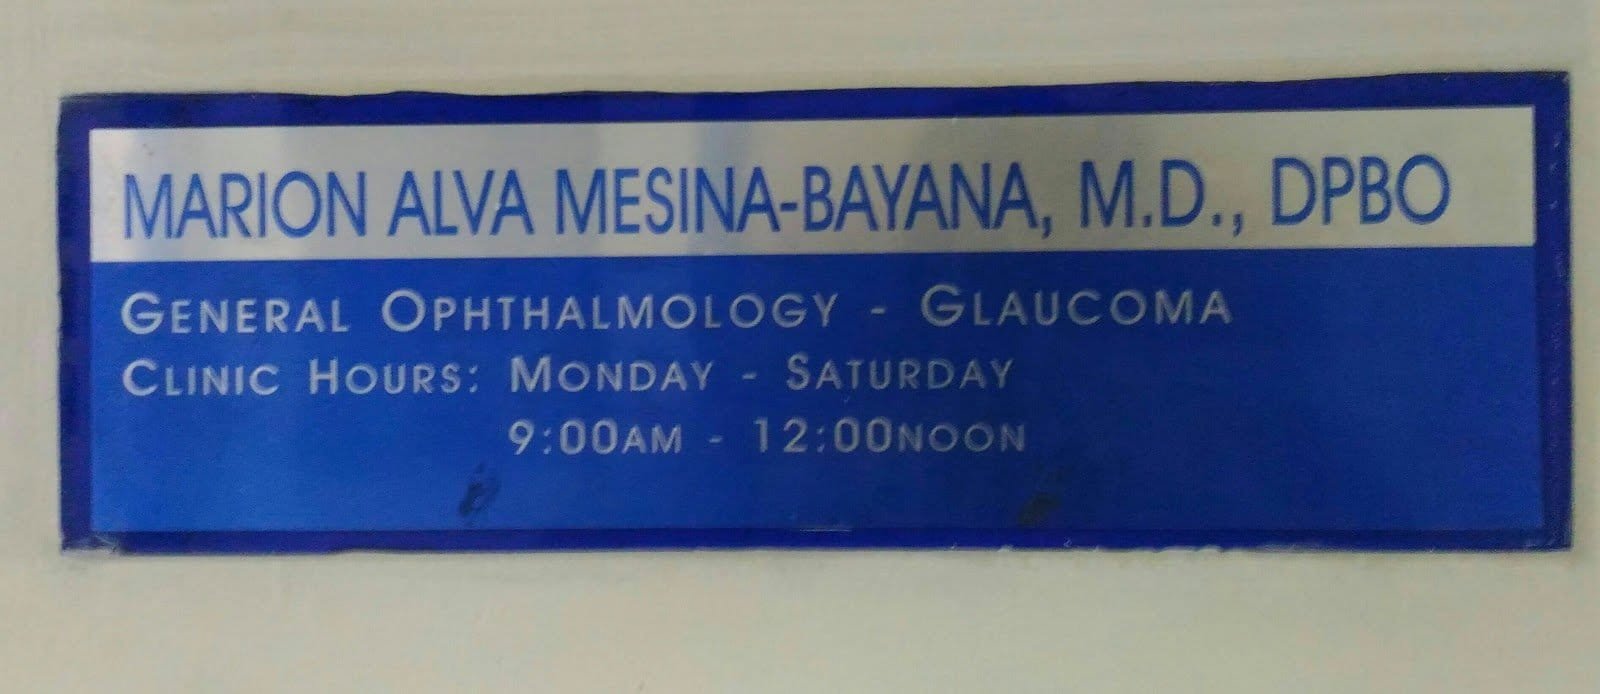 MARION ALVA MESINA-BAYANA, M.D., DPBO
GENERAL OPHTHALMOLOGY - GLAUCOMA
CLINIC HOURS: MONDAY - SATURDAY
9:00AM - 12:00NOON